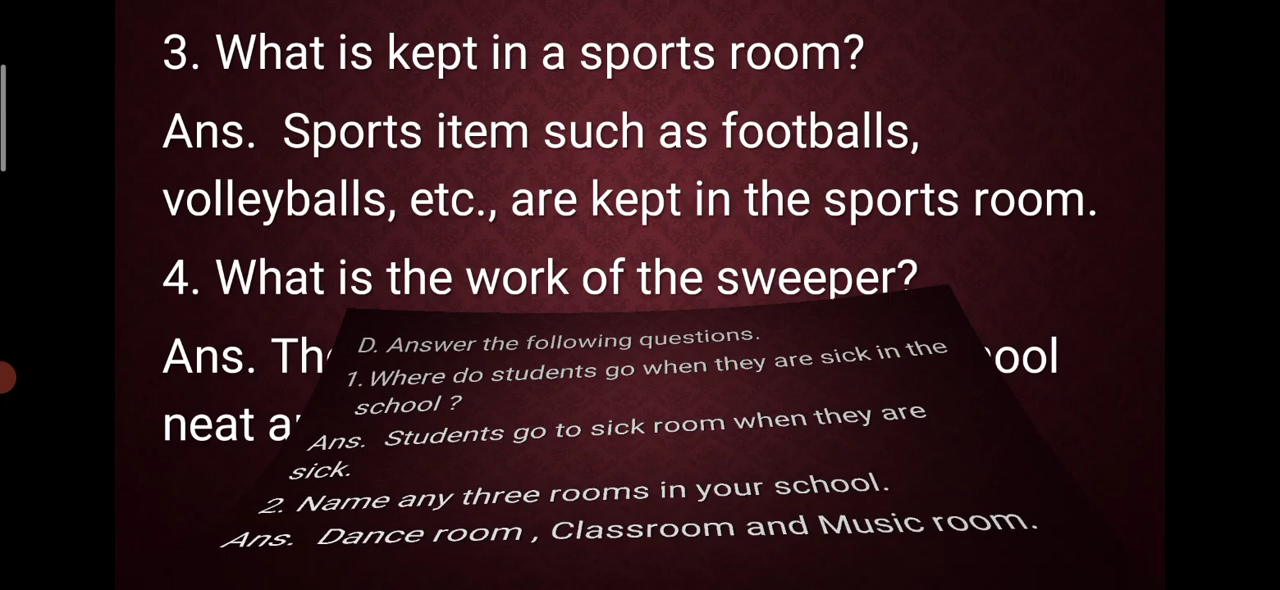 3. What is kept in a sports room?
Ans. Sports item such as footballs,
volleyballs, etc., are kept in the sports room.
4. What is the work of the sweeper?
Ans.
neat
D. Answer the following questions.
1. Where do students go when they are sick in the
school ?
Ans. Students go to sick room when they are
sick.
2. Name any three rooms in your school.
Ans. Dance room , Classroom and Music room.